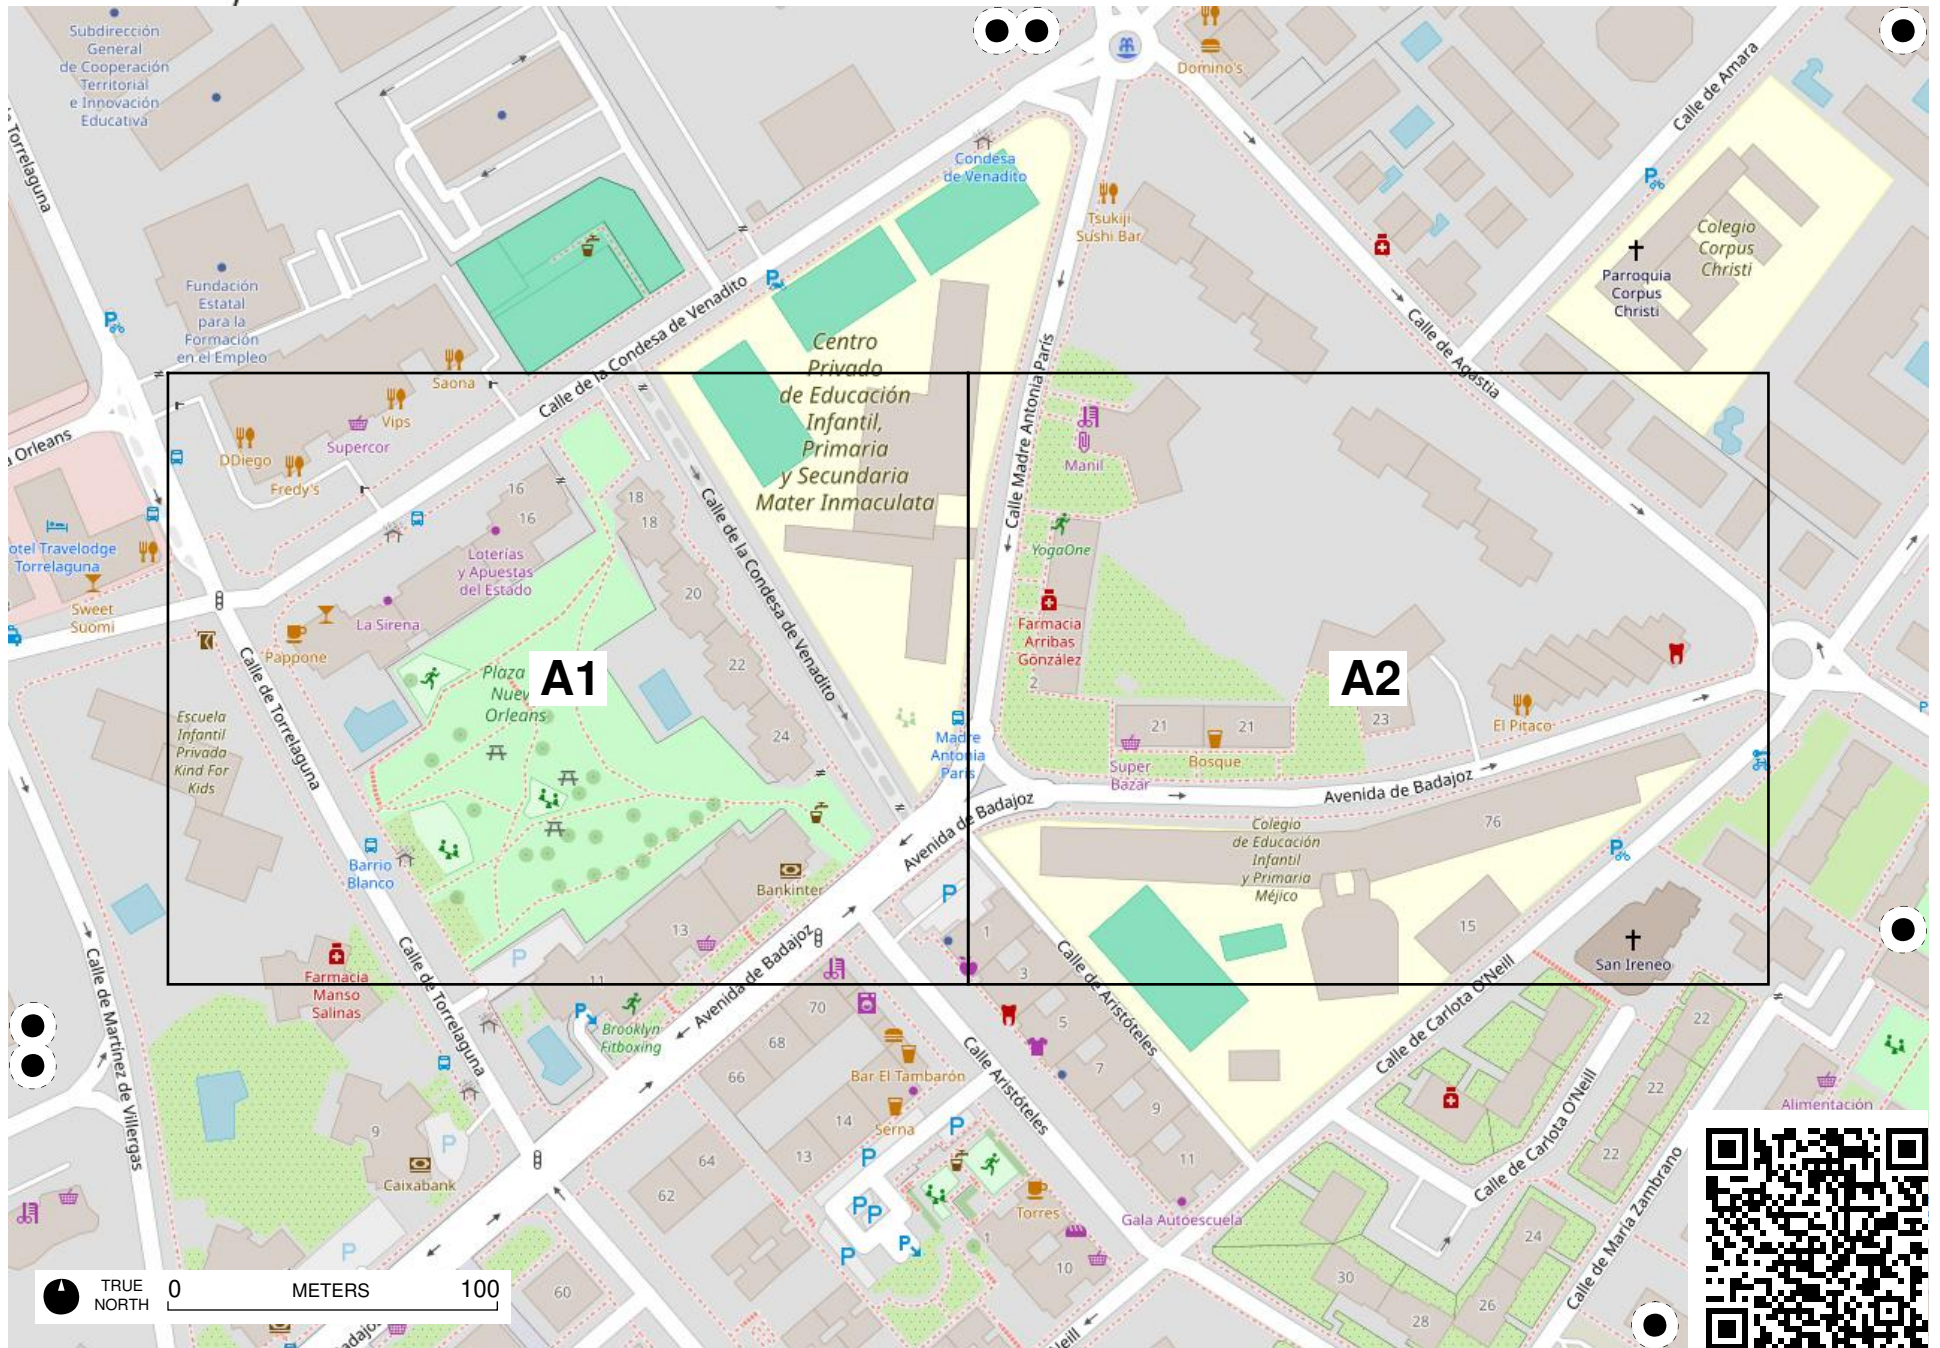 Subdirección
General
de Cooperación
Territorial
e Innovación
Educativa
Domino's
Calle de Amara
Condesa
de Venadito
Tsukiji
Sushi Bar
Colegio
Corpus
Christi
Parroquia
Corpus
Christi
Torrelaguna
Fundación
Estatal
para la
Formación
en el Empleo
Calle de la Condesa de Venadito
Calle Madre Antonia París
Calle de Agastia
Centro
Privado
de Educación
Infantil,
Primaria
y Secundaria
Mater Inmaculata
Saona
Vips
Supercor
DDiego
Fredy's
Orleans
Manil
16
16
18
18
Loterías
y Apuestas
del Estado
YogaOne
otel Travelodge
Torrelaguna
Sweet
Suomi
La Sirena
Pappone
20
Calle de la Condesa de Venadito
Farmacia
Arribas
Gónzález
2
Calle de Torrelaguna
Plaza
Nuev
Orleans
A1
A2
22
24
Escuela
Infantil
Privada
Kind For
Kids
Madre
Antonia
París
21
21
23
El Pitaco
Super
Bazar
Bosque
Avenida de Badajoz
Avenida de Badajoz
76
Colegio
de Educación
Infantil
y Primaria
Méjico
Barrio
Blanco
Bankinter
P
13
11
P
1
3
15
San Ireneo
Calle de Martínez de Villergas
Calle de Torrelaguna
Farmacia
Manso
Salinas
Avenida de Badajoz
Calle de Aristóteles
Calle de Carlota O'Neill
Brooklyn
Fitboxing
70
68
66
5
7
9
11
22
22
22
Calle Aristóteles
Bar El Tambarón
Serna
14
13
64
62
60
9
P
Caixabank
P
P
P
P
P
P
P
Torres
1
10
Gala Autoescuela
Calle de Carlota O'Neill
Alimentación
Calle de María Zambrano
24
30
26
28
TRUE
NORTH
0
METERS
100